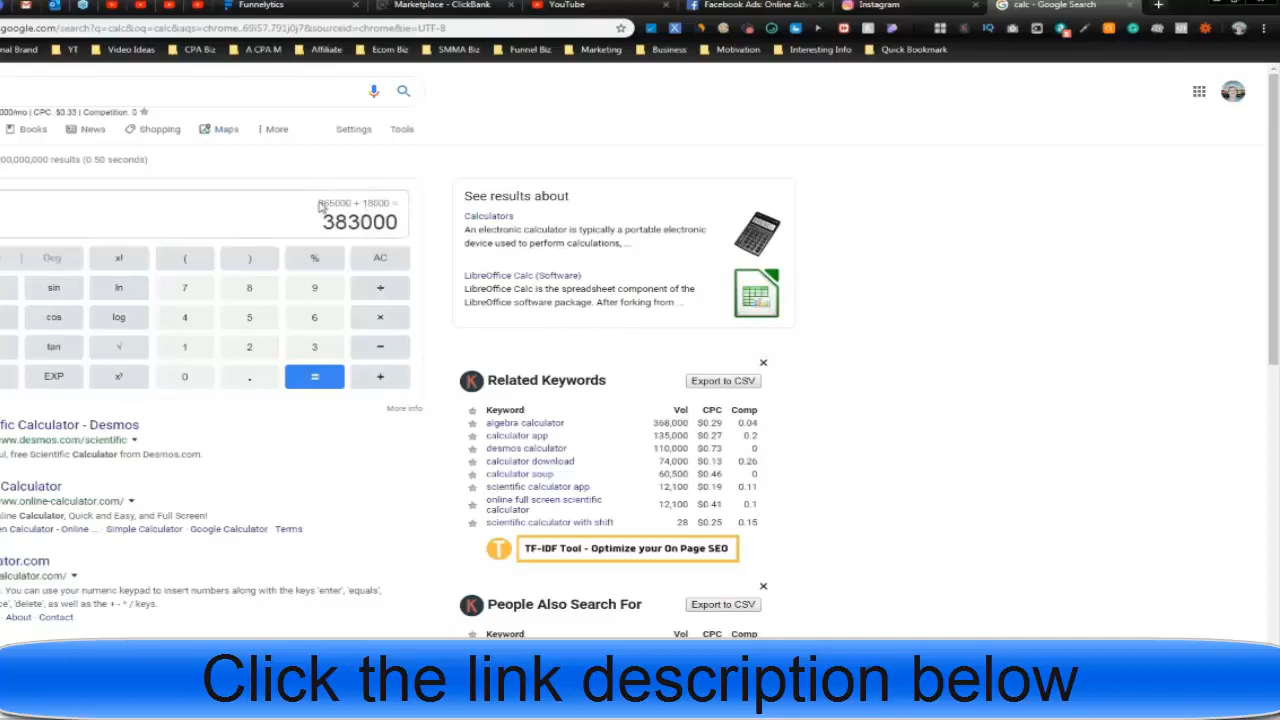 Funnelytics
Marketplace - ClickBank
YouTube
Facebook Ads: Online Adv
Instagram
calc - Google Search
google.com/search?q=calc&oq=calc&aqs=chrome..69i57.791j0j7&sourceid=chrome&ie=UTF-8
nal Brand YT Video Ideas CPA Biz A CPA M Affiliate Ecom Biz SMMA Biz Funnel Biz Marketing Business Motivation Interesting Info Quick Bookmark
000/mo | CPC: $0.33 | Competition: 0
Books News Shopping Maps More Settings Tools
00,000,000 results (0.50 seconds)
365000 + 18000 =
383000
Deg x! ( ) % AC
sin ln 7 8 9 ÷
cos log 4 5 6 ×
tan √ 1 2 3 −
EXP 0 . = +
More info
See results about
Calculators
An electronic calculator is typically a portable electronic
device used to perform calculations, ...
LibreOffice Calc (Software)
LibreOffice Calc is the spreadsheet component of the
LibreOffice software package. After forking from ...
fic Calculator - Desmos
www.desmos.com/scientific
ul, free Scientific Calculator from Desmos.com.
Calculator
www.online-calculator.com/
nline Calculator, Quick and Easy, and Full Screen!
en Calculator - Online ... · Simple Calculator · Google Calculator · Terms
ator.com
alculator.com/
. You can use your numeric keypad to insert numbers along with the keys 'enter', 'equals',
ce', 'delete', as well as the + - * / keys.
· About · Contact
K Related Keywords Export to CSV
Keyword Vol CPC Comp
algebra calculator 368,000 $0.29 0.04
calculator app 135,000 $0.27 0.2
desmos calculator 110,000 $0.73 0
calculator download 74,000 $0.13 0.26
calculator soup 60,500 $0.46 0
scientific calculator app 12,100 $0.19 0.11
online full screen scientific
calculator 12,100 $0.41 0.1
scientific calculator with shift 28 $0.25 0.15
T TF-IDF Tool - Optimize your On Page SEO
K People Also Search For Export to CSV
Keyword Vol CPC Comp
Click the link description below